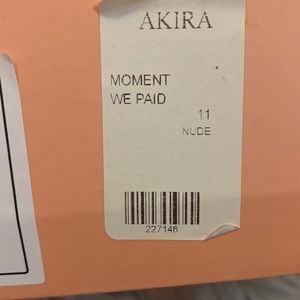 AKIRA
MOMENT
WE PAID
11
NUDE
227146